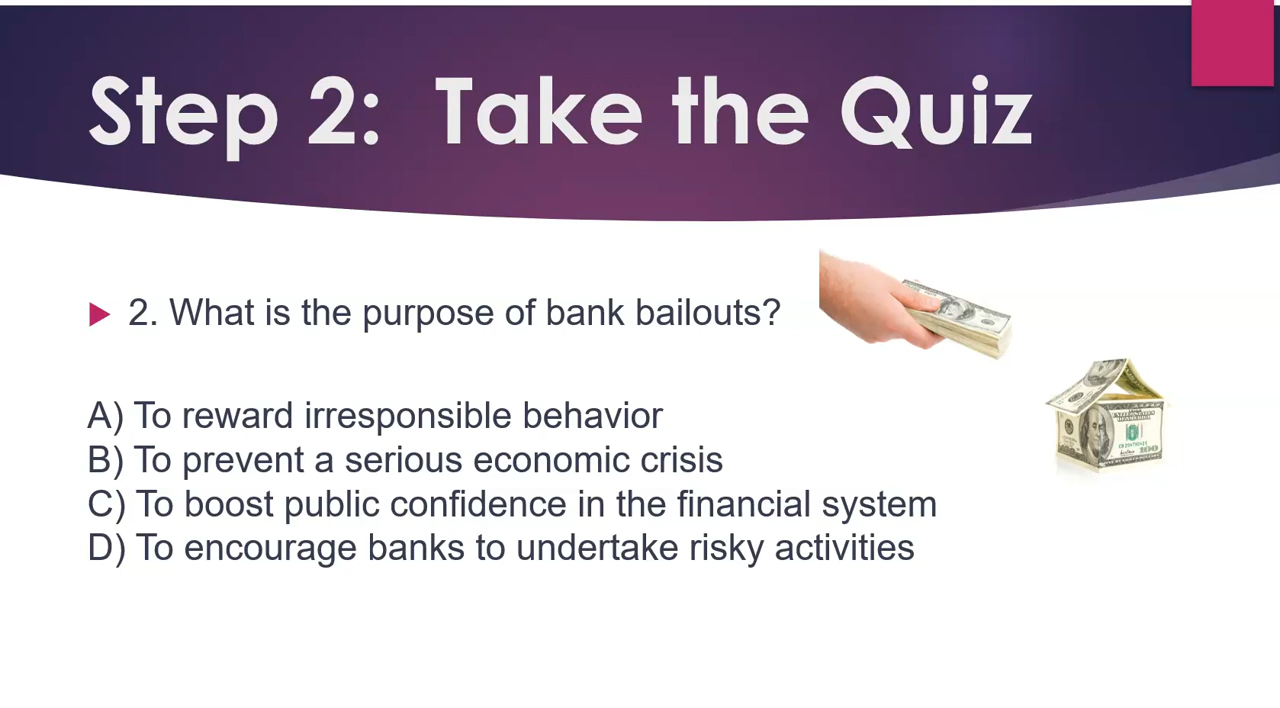 Step 2: Take the Quiz
2. What is the purpose of bank bailouts?
A) To reward irresponsible behavior
B) To prevent a serious economic crisis
C) To boost public confidence in the financial system
D) To encourage banks to undertake risky activities
100